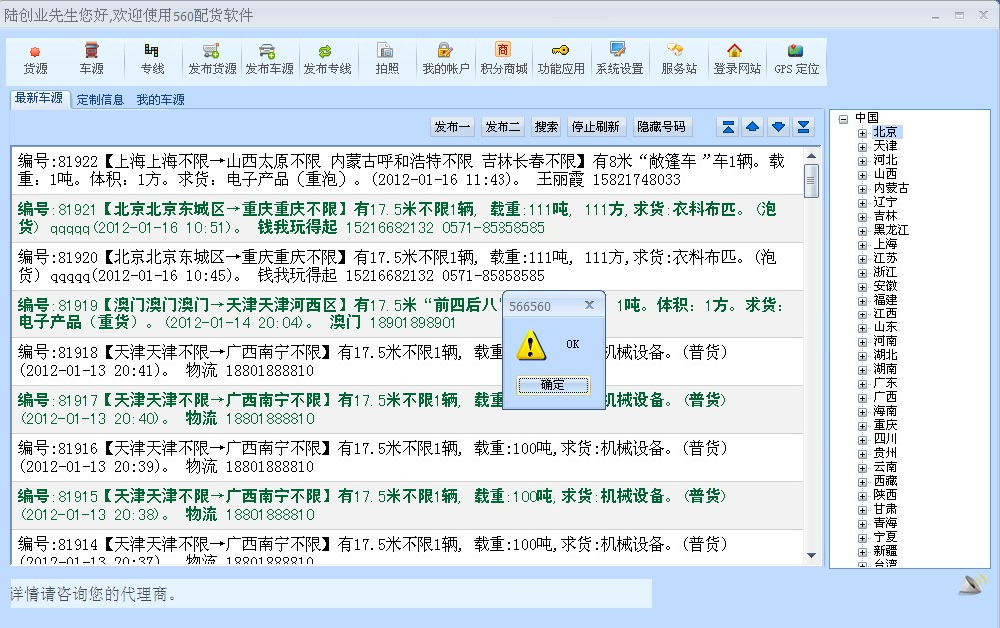 陆创业先生您好,欢迎使用560配货软件
货源 车源 专线 发布货源 发布车源 发布专线 拍照 我的帐户 积分商城 功能应用 系统设置 服务站 登录网站 GPS 定位
商
最新车源 定制信息 我的车源
发布一 发布二 搜索 停止刷新 隐藏号码
编号:81922【上海上海不限→山西太原不限 内蒙古呼和浩特不限 吉林长春不限】有8米“敞篷车 ”车1辆。载
重: 1吨。体积: 1方。求货: 电子产品（重泡）。(2012-01-16 11:43)。 王丽霞 15821748033
编号:81921【北京北京东城区→重庆重庆不限】有17.5米不限1辆, 载重:111吨, 111方,求货:衣料布匹。(泡
货) qqqqq(2012-01-16 10:51)。 钱我玩得起 15216682132 0571-85858585
编号:81920【北京北京东城区→重庆重庆不限】有17.5米不限1辆, 载重:111吨, 111方,求货:衣料布匹。(泡
货) qqqqq(2012-01-16 10:45)。 钱我玩得起 15216682132 0571-85858585
编号:81919【澳门澳门澳门→天津天津河西区】有17.5米“前四后八” 1吨。体积: 1方。求货:
电子产品（重货）。(2012-01-14 20:04)。 澳门 18901898901
编号:81918【天津天津不限→广西南宁不限】有17.5米不限1辆, 载重 机械设备。(普货)
(2012-01-13 20:41)。 物流 18801888810
编号:81917【天津天津不限→广西南宁不限】有17.5米不限1辆, 载重 机械设备。(普货)
(2012-01-13 20:40)。 物流 18801888810
编号:81916【天津天津不限→广西南宁不限】有17.5米不限1辆, 载重:100吨,求货:机械设备。(普货)
(2012-01-13 20:39)。 物流 18801888810
编号:81915【天津天津不限→广西南宁不限】有17.5米不限1辆, 载重:100吨,求货:机械设备。(普货)
(2012-01-13 20:38)。 物流 18801888810
编号:81914【天津天津不限→广西南宁不限】有17.5米不限1辆, 载重:100吨,求货:机械设备。(普货)
(2012-01-13 20:37)。 物流 18801888810
566560
OK
确定
中国
北京
天津
河北
山西
内蒙古
辽宁
吉林
黑龙江
上海
江苏
浙江
安徽
福建
江西
山东
河南
湖北
湖南
广东
广西
海南
重庆
四川
贵州
云南
西藏
陕西
甘肃
青海
宁夏
新疆
台湾
详情请咨询您的代理商。